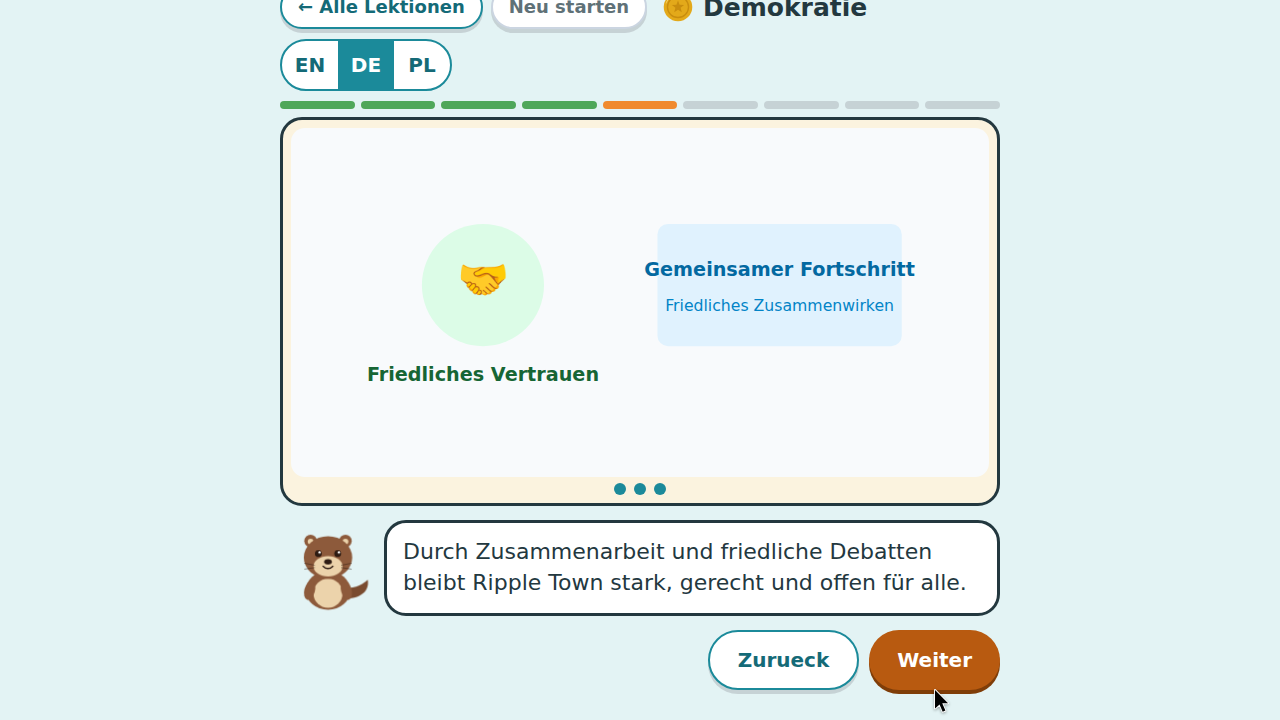 ← Alle Lektionen
Neu starten
Demokratie
EN DE PL
Gemeinsamer Fortschritt
Friedliches Zusammenwirken
Friedliches Vertrauen
Durch Zusammenarbeit und friedliche Debatten
bleibt Ripple Town stark, gerecht und offen für alle.
Zurueck
Weiter